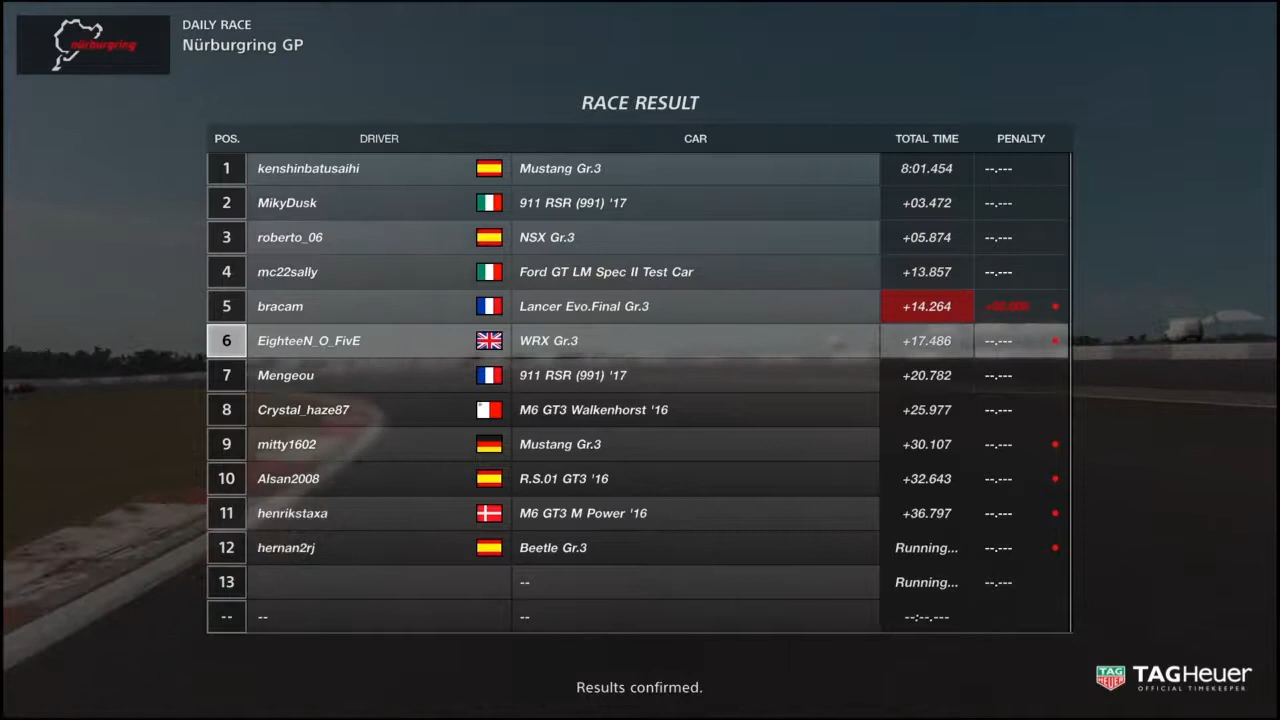 nürburgring
DAILY RACE
Nürburgring GP
RACE RESULT
POS. DRIVER CAR TOTAL TIME PENALTY
1 kenshinbatusaihi Mustang Gr.3 8:01.454 --.---
2 MikyDusk 911 RSR (991) '17 +03.472 --.---
3 roberto_06 NSX Gr.3 +05.874 --.---
4 mc22sally Ford GT LM Spec II Test Car +13.857 --.---
5 bracam Lancer Evo.Final Gr.3 +14.264
6 EighteeN_O_FivE WRX Gr.3 +17.486 --.---
7 Mengeou 911 RSR (991) '17 +20.782 --.---
8 Crystal_haze87 M6 GT3 Walkenhorst '16 +25.977 --.---
9 mitty1602 Mustang Gr.3 +30.107 --.---
10 Alsan2008 R.S.01 GT3 '16 +32.643 --.---
11 henrikstaxa M6 GT3 M Power '16 +36.797 --.---
12 hernan2rj Beetle Gr.3 Running... --.---
13 -- Running... --.---
-- -- -- --:--.---
Results confirmed.
TAG HEUER TAGHeuer
OFFICIAL TIMEKEEPER